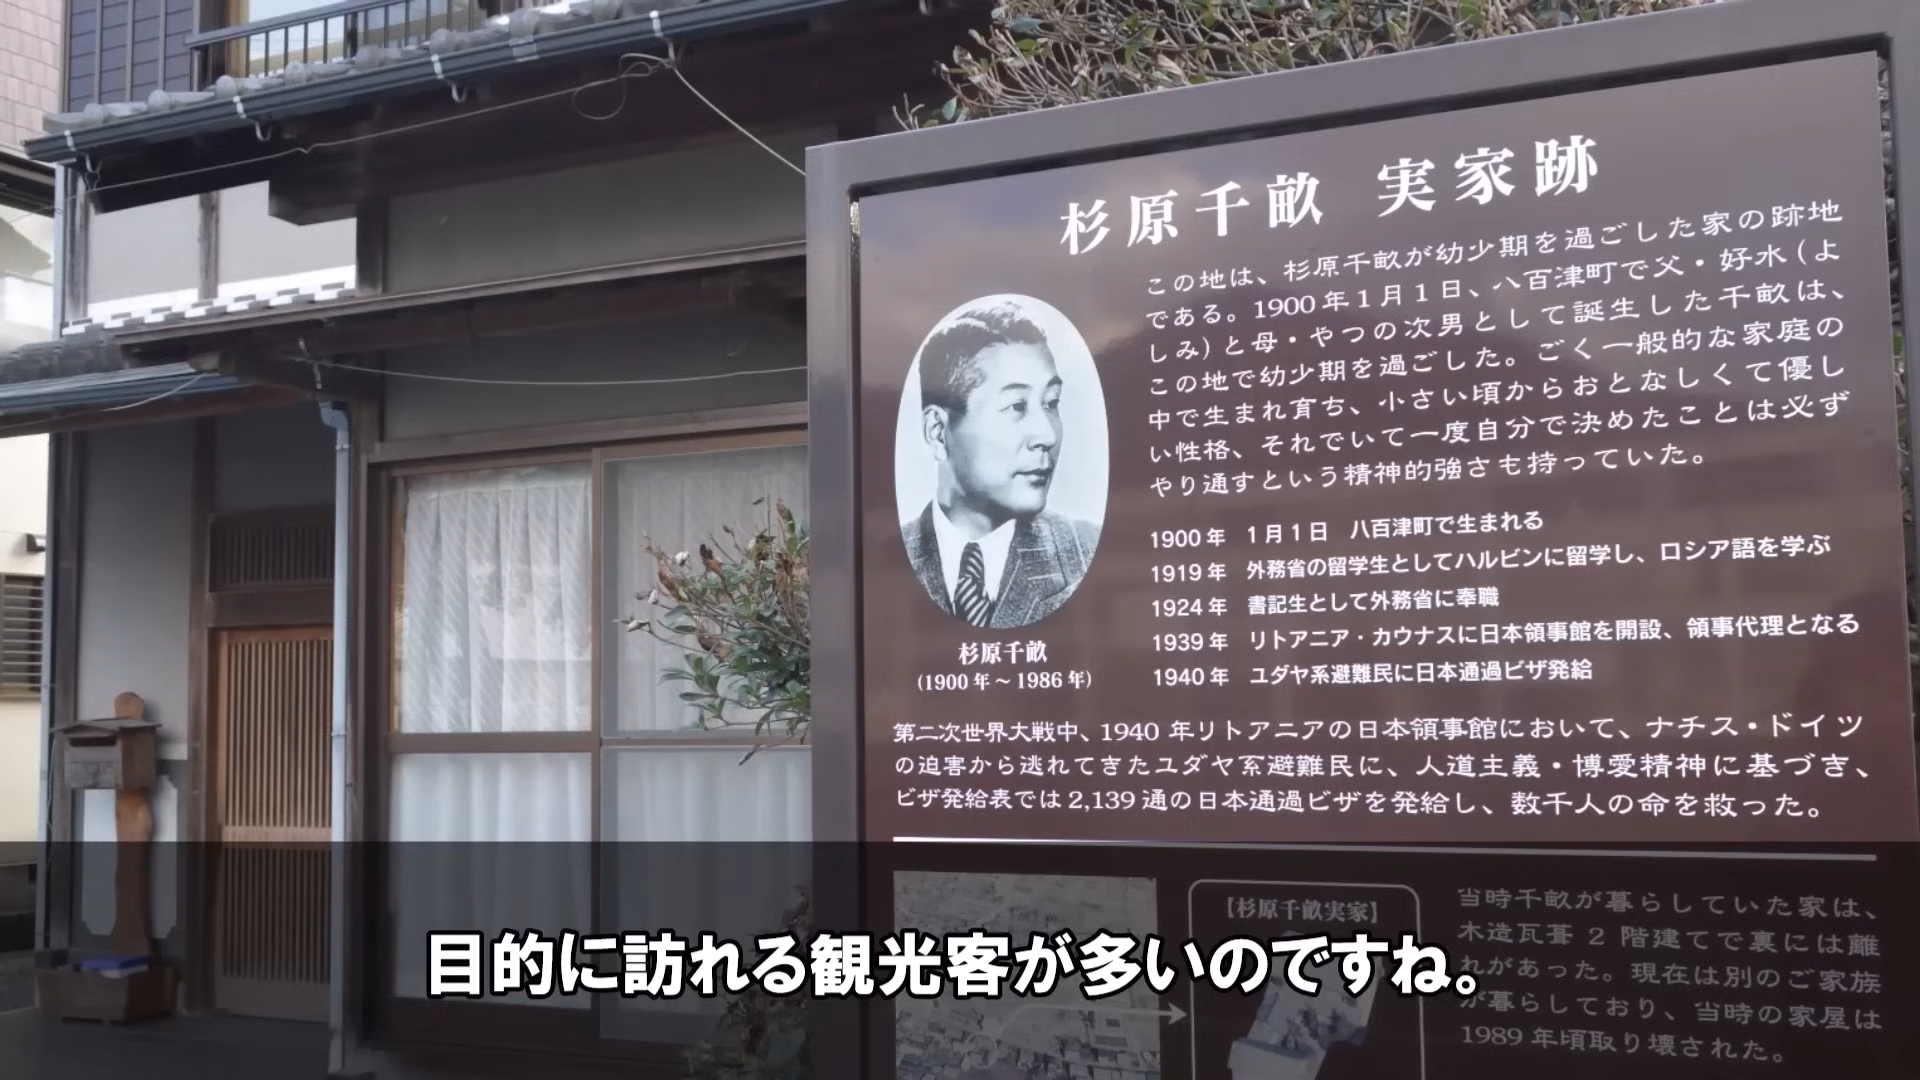 杉原千畝 実家跡
この地は、杉原千畝が幼少期を過ごした家の跡地
である。1900年1月1日、八百津町で父・好水(よ
しみ)と母・やつの次男として誕生した千畝は、
この地で幼少期を過ごした。ごく一般的な家庭の
中で生まれ育ち、小さい頃からおとなしくて優し
い性格、それでいて一度自分で決めたことは必ず
やり通すという精神的強さも持っていた。
1900年 1月1日 八百津町で生まれる
1919年 外務省の留学生としてハルビンに留学し、ロシア語を学ぶ
1924年 書記生として外務省に奉職
1939年 リトアニア・カウナスに日本領事館を開設、領事代理となる
1940年 ユダヤ系避難民に日本通過ビザ発給
杉原千畝
(1900年～1986年)
第二次世界大戦中、1940年リトアニアの日本領事館において、ナチス・ドイツ
の迫害から逃れてきたユダヤ系避難民に、人道主義・博愛精神に基づき、
ビザ発給表では2,139通の日本通過ビザを発給し、数千人の命を救った。
【杉原千畝実家】
当時千畝が暮らしていた家は、
木造瓦葺2階建てで裏には離
れがあった。現在は別のご家族
が暮らしており、当時の家屋は
1989年頃取り壊された。
目的に訪れる観光客が多いのですね。